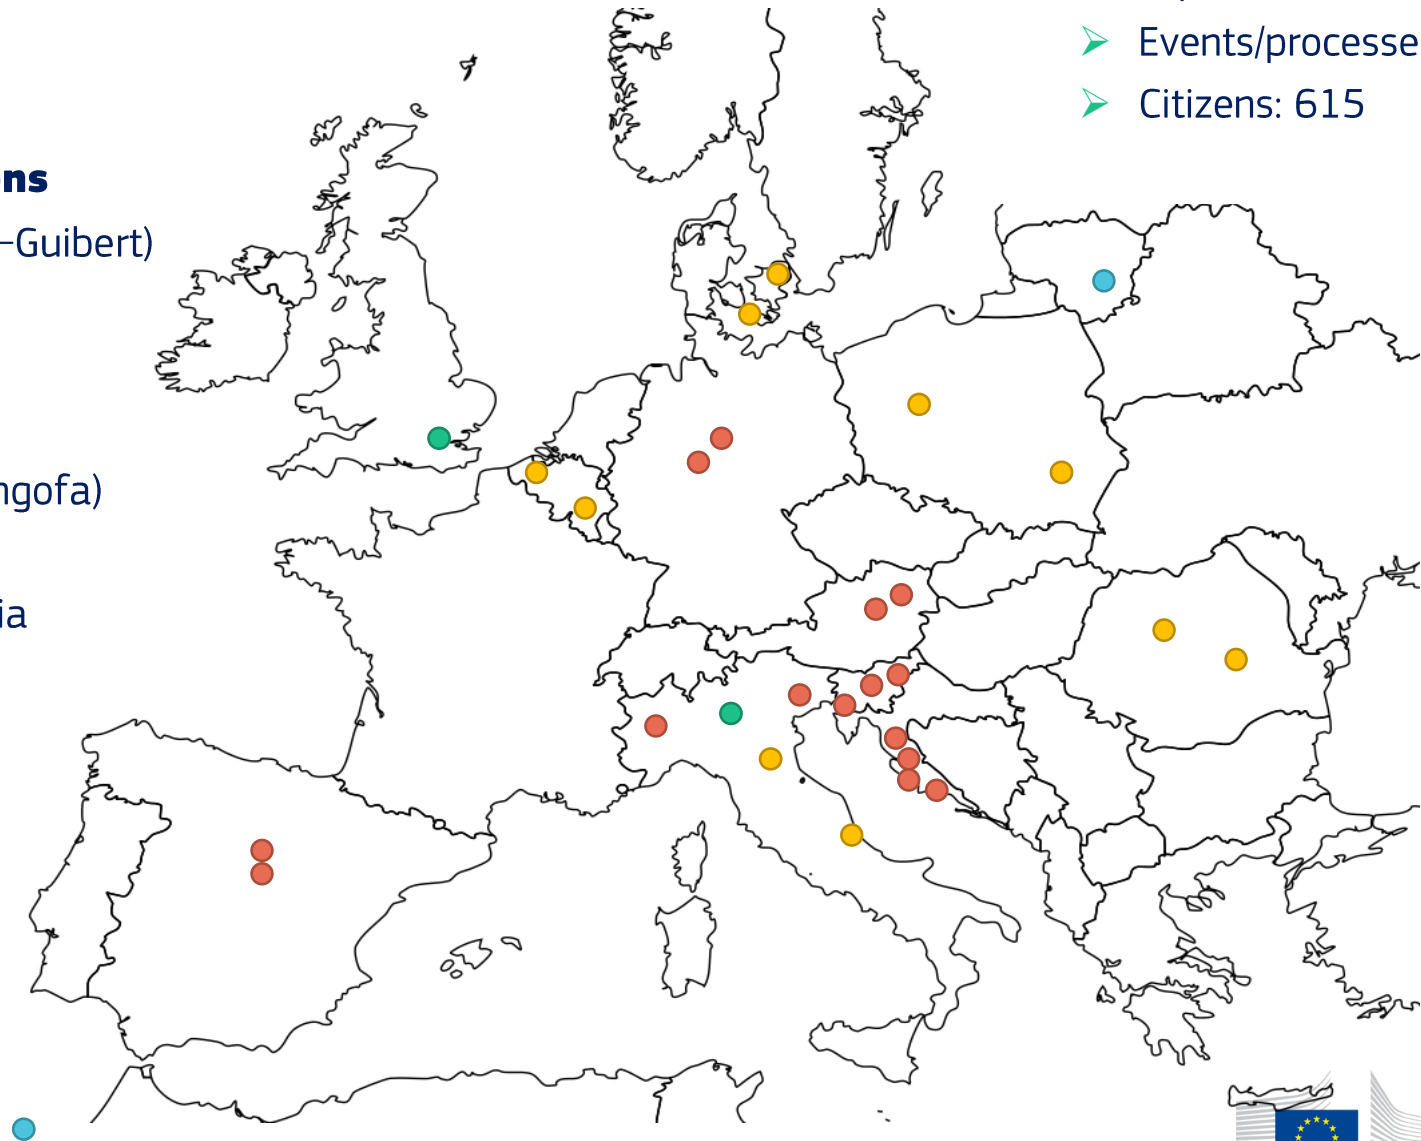 Events/processe
Citizens: 615
ns
–Guibert)
ngofa)
ia